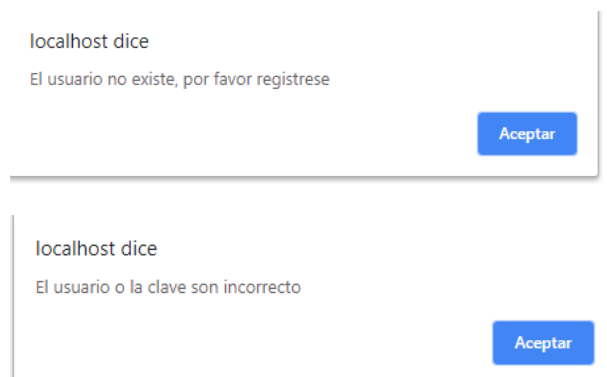 localhost dice
El usuario no existe, por favor registrese
Aceptar
localhost dice
El usuario o la clave son incorrecto
Aceptar